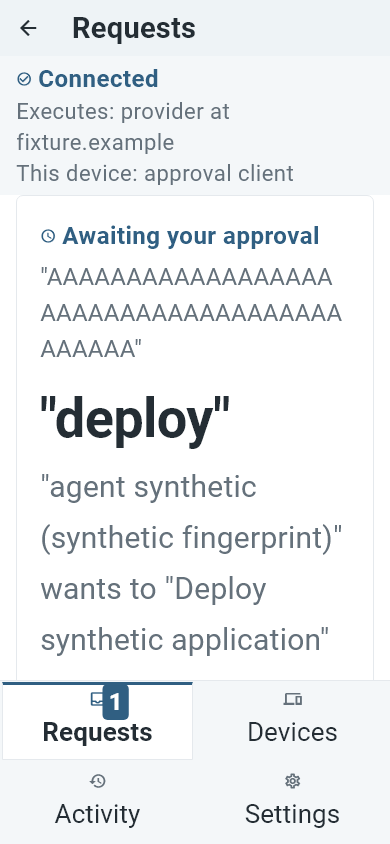 Requests
Connected
Executes: provider at
fixture.example
This device: approval client
Awaiting your approval
"AAAAAAAAAAAAAAAAAA
AAAAAAAAAAAAAAAAAAA
AAAAAA"
"deploy"
"agent synthetic
(synthetic fingerprint)"
wants to "Deploy
synthetic application"
1
Requests
Devices
Activity
Settings